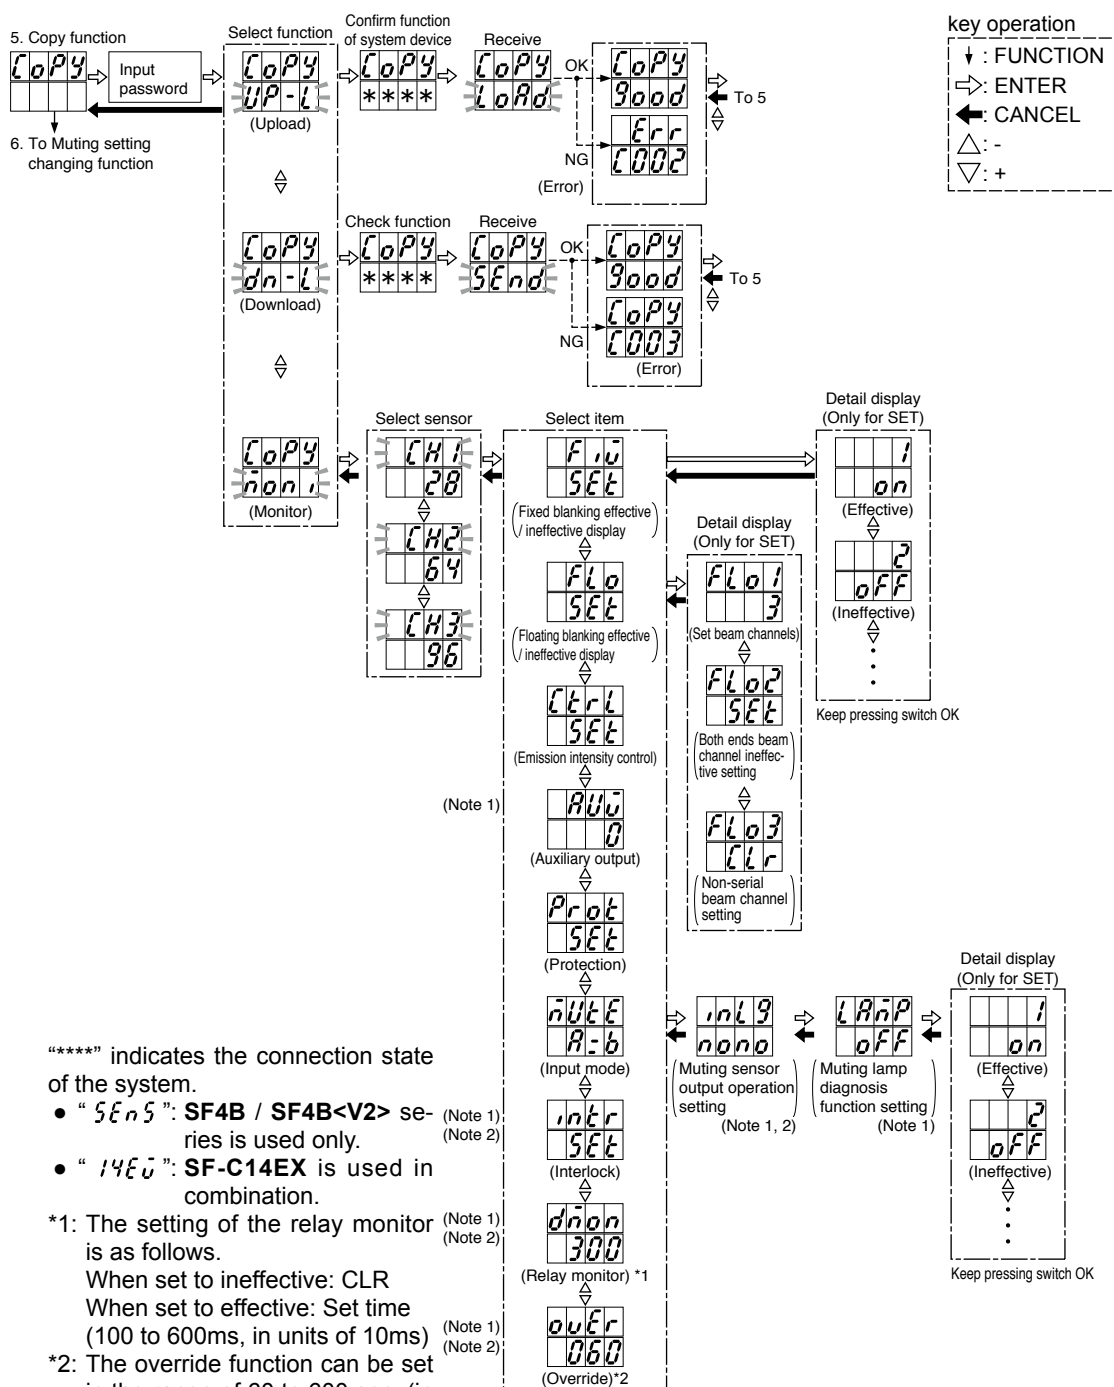 5. Copy function
CoPy
Input
password
6. To Muting setting
changing function
Select function
CoPy
UP-L
(Upload)
Confirm function
of system device
CoPy
****
Receive
CoPy
LoAd
OK
CoPy
good
NG
Err
C002
(Error)
To 5
key operation
: FUNCTION
: ENTER
: CANCEL
: -
: +
CoPy
dn-L
(Download)
Check function
CoPy
****
Receive
CoPy
SEnd
OK
CoPy
good
NG
CoPy
C003
(Error)
To 5
CoPy
moni
(Monitor)
Select sensor
CH1
28
CH2
64
CH3
96
Select item
Fix
SEt
(Fixed blanking effective
/ ineffective display)
FLo
SEt
(Floating blanking effective
/ ineffective display)
CtrL
SEt
(Emission intensity control)
(Note 1)
AUX
0
(Auxiliary output)
Prot
SEt
(Protection)
mUtE
A=b
(Input mode)
(Note 1)
(Note 2)
intr
SEt
(Interlock)
(Note 1)
(Note 2)
dmon
300
(Relay monitor) *1
(Note 1)
(Note 2)
ovEr
060
(Override)*2
Detail display
(Only for SET)
FLo1
3
(Set beam channels)
FLo2
SEt
(Both ends beam
channel ineffec-
tive setting)
FLo3
CLr
(Non-serial
beam channel
setting)
Detail display
(Only for SET)
1
on
(Effective)
2
oFF
(Ineffective)
Keep pressing switch OK
inLg
nono
(Muting sensor
output operation
setting)
(Note 1, 2)
LAmP
oFF
(Muting lamp
diagnosis
function setting)
(Note 1)
Detail display
(Only for SET)
1
on
(Effective)
2
oFF
(Ineffective)
Keep pressing switch OK
“****” indicates the connection state
of the system.
● “ SEnS ”: SF4B / SF4B<V2> se-
ries is used only.
● “ 14EX ”: SF-C14EX is used in
combination.
*1: The setting of the relay monitor
is as follows.
When set to ineffective: CLR
When set to effective: Set time
(100 to 600ms, in units of 10ms)
*2: The override function can be set